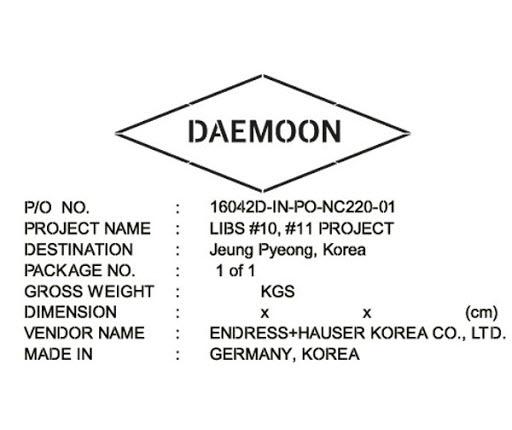 DAEMOON
P/O NO. : 16042D-IN-PO-NC220-01
PROJECT NAME : LIBS #10, #11 PROJECT
DESTINATION : Jeung Pyeong, Korea
PACKAGE NO. : 1 of 1
GROSS WEIGHT : KGS
DIMENSION : x x (cm)
VENDOR NAME : ENDRESS+HAUSER KOREA CO., LTD.
MADE IN : GERMANY, KOREA